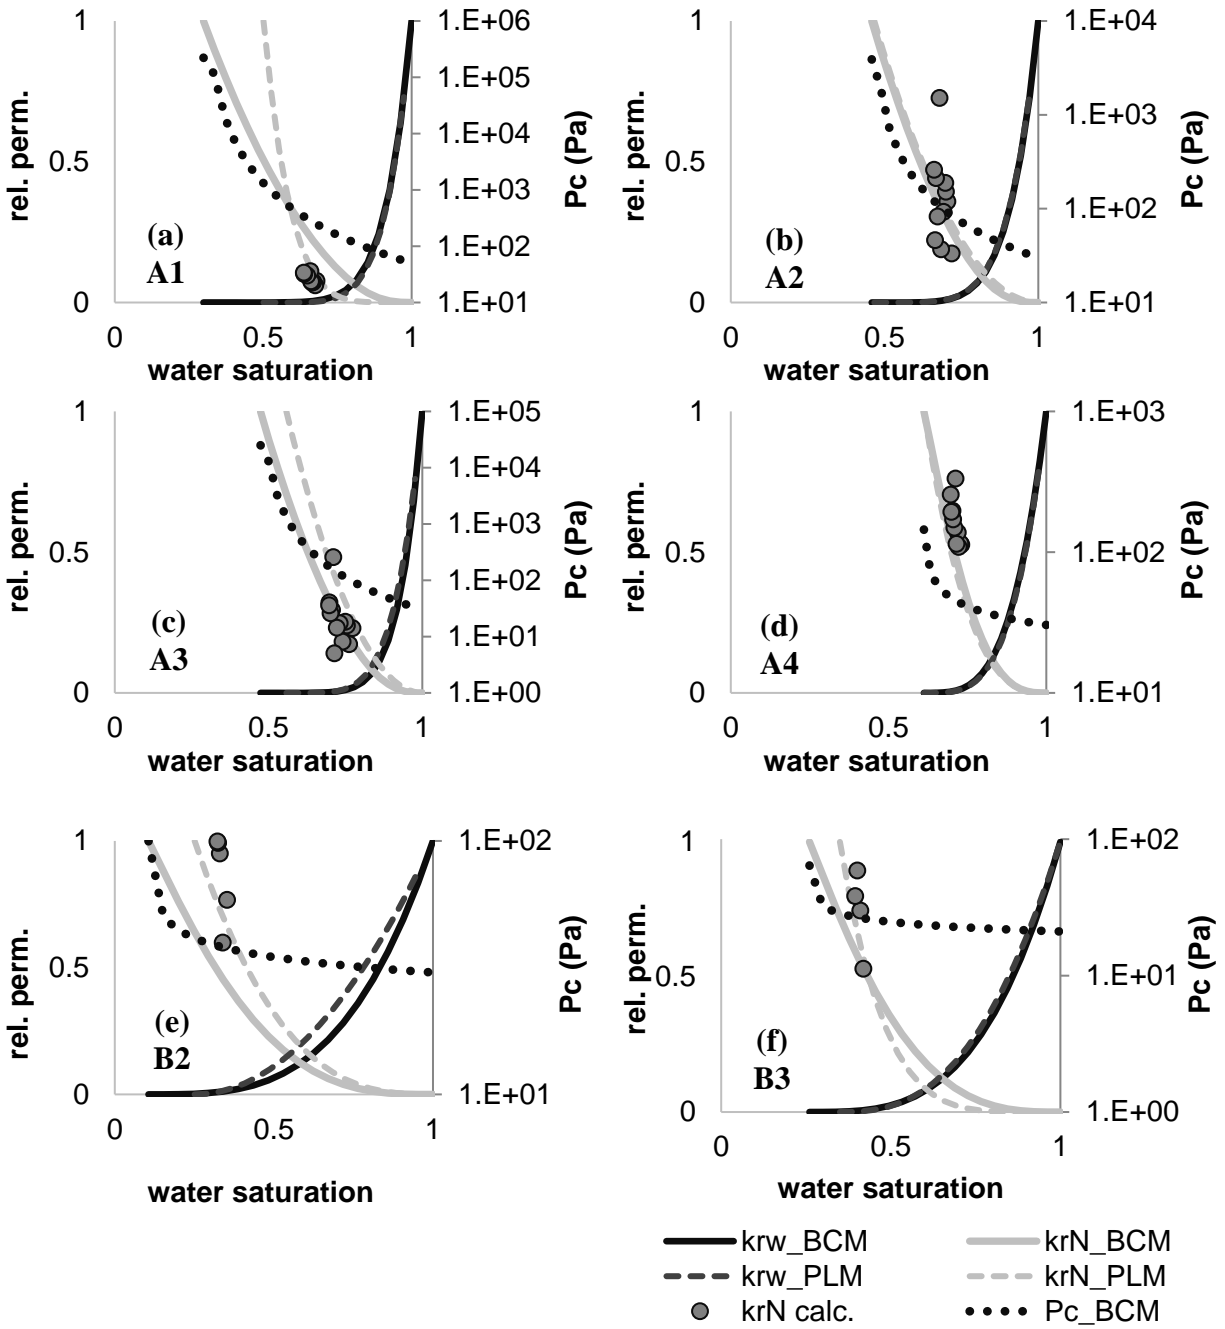 1 1.E+06
1.E+05
1.E+04
0.5 1.E+03
1.E+02
1.E+01
0
rel. perm.
Pc (Pa)
(a)
A1
0 0.5 1
water saturation
1 1.E+04
1.E+03
0.5
1.E+02
0 1.E+01
rel. perm.
Pc (Pa)
(b)
A2
0 0.5 1
water saturation
1 1.E+05
1.E+04
1.E+03
0.5
1.E+02
1.E+01
0 1.E+00
rel. perm.
Pc (Pa)
(c)
A3
0 0.5 1
water saturation
1 1.E+03
0.5 1.E+02
0 1.E+01
rel. perm.
Pc (Pa)
(d)
A4
0 0.5 1
water saturation
1 1.E+02
0.5
0 1.E+01
rel. perm.
Pc (Pa)
(e)
B2
0 0.5 1
water saturation
1 1.E+02
0.5 1.E+01
0 1.E+00
rel. perm.
Pc (Pa)
(f)
B3
0 0.5 1
water saturation
krw_BCM krN_BCM
krw_PLM krN_PLM
krN calc. Pc_BCM